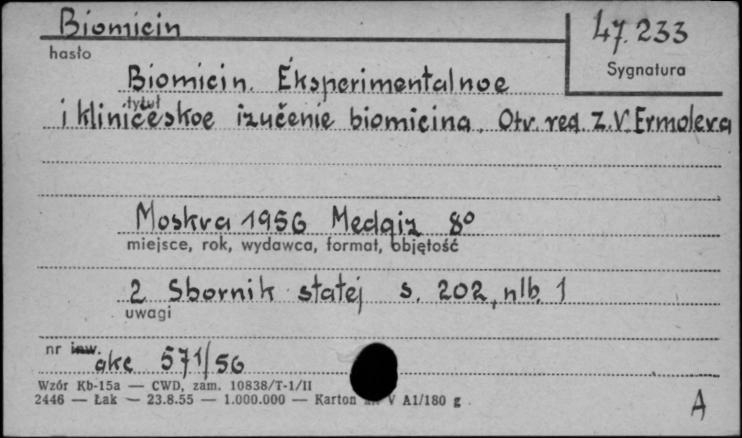 Biomicin
47.233
hasło
Sygnatura
Biomicin. Eksperimentalnoe
tytuł
i kliničeskoe izučenie biomicina. Otv. red. Z.V. Ermoleva
Moskva 1956 Medgiz 8°
miejsce, rok, wydawca, format, objętość
2 Sbornik statej s. 202, nlb. 1
uwagi
nr inw. akc 571/56
Wzór Kb-15a — CWD, zam. 10838/T-1/II
2446 — Łak — 23.8.55 — 1.000.000 — Karton V A1/180 g
A